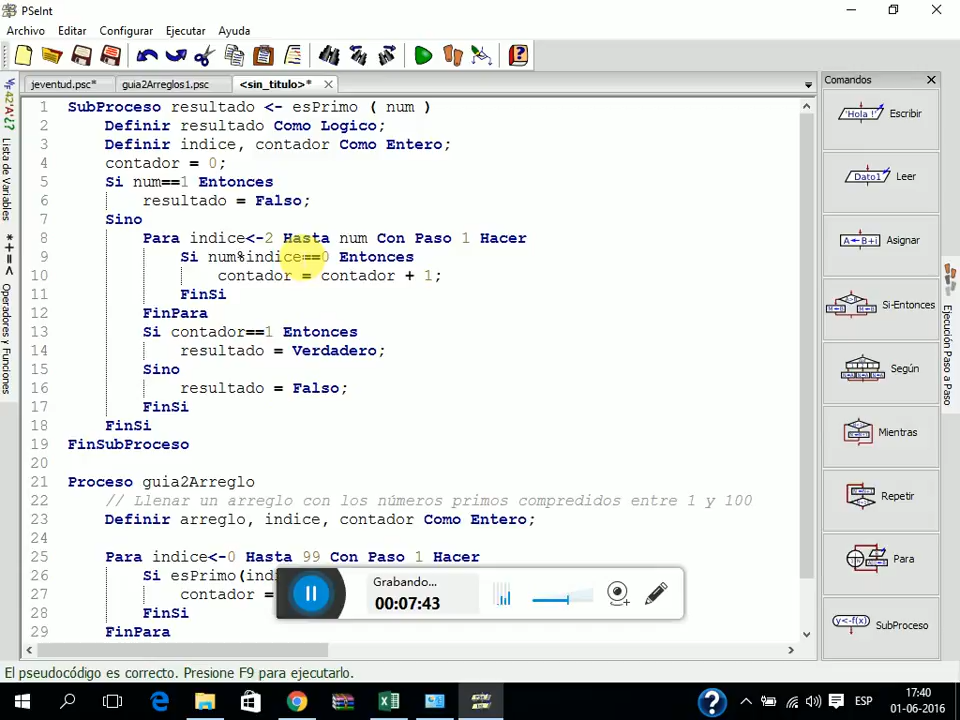 PSeInt
Archivo Editar Configurar Ejecutar Ayuda
jeventud.psc* guia2Arreglos1.psc <sin_titulo>*
Lista de Variables
Operadores y Funciones
1 SubProceso resultado <- esPrimo ( num )
2 Definir resultado Como Logico;
3 Definir indice, contador Como Entero;
4 contador = 0;
5 Si num==1 Entonces
6 resultado = Falso;
7 Sino
8 Para indice<-2 Hasta num Con Paso 1 Hacer
9 Si num%indice==0 Entonces
10 contador = contador + 1;
11 FinSi
12 FinPara
13 Si contador==1 Entonces
14 resultado = Verdadero;
15 Sino
16 resultado = Falso;
17 FinSi
18 FinSi
19 FinSubProceso
20
21 Proceso guia2Arreglo
22 // Llenar un arreglo con los números primos compredidos entre 1 y 100
23 Definir arreglo, indice, contador Como Entero;
24
25 Para indice<-0 Hasta 99 Con Paso 1 Hacer
26 Si esPrimo(indi
27 contador =
28 FinSi
29 FinPara
Grabando...
00:07:43
Comandos
'Hola !' Escribir
Dato1 Leer
A←B+i Asignar
Si-Entonces
Según
Mientras
Repetir
Para
y<-f(x) SubProceso
Ejecución Paso a Paso
El pseudocódigo es correcto. Presione F9 para ejecutarlo.
ESP
17:40
01-06-2016